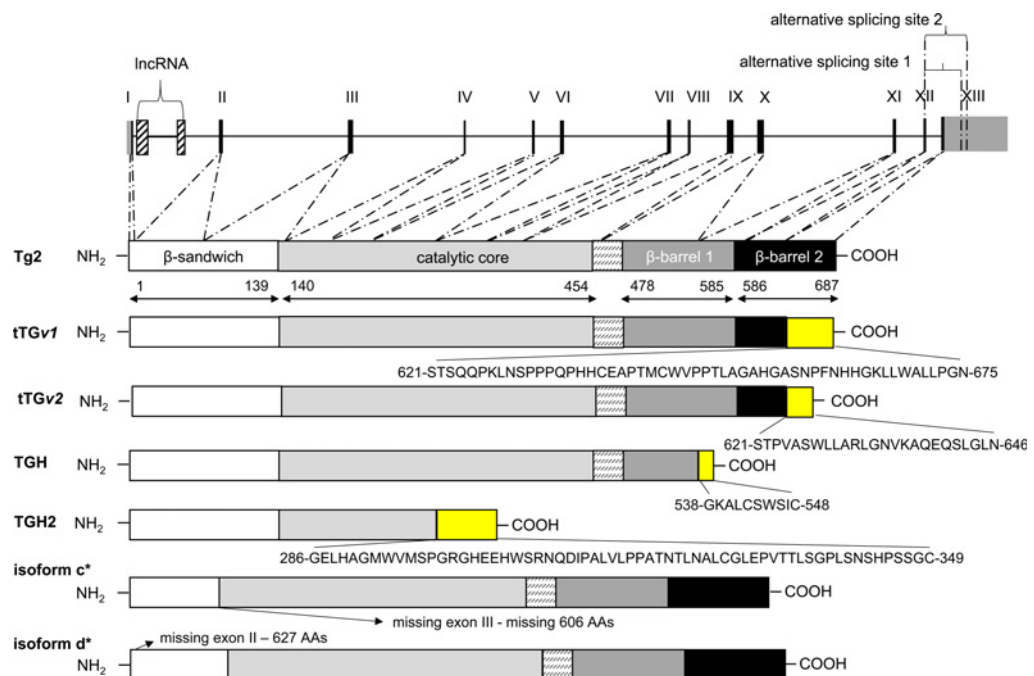 alternative splicing site 2
lncRNA
alternative splicing site 1
I II III IV V VI VII VIII IX X XI XII XIII
Tg2 NH2 β-sandwich catalytic core β-barrel 1 β-barrel 2 COOH
1 139 140 454 478 585 586 687
tTGv1 NH2 COOH
621-STSQQPKLNSPPPQPHHCEAPTMCWVPPTLAGAHGASNPFNHHGKLLWALLPGN-675
tTGv2 NH2 COOH
621-STPVASWLLARLGNVKAQEQSLGLN-646
TGH NH2 COOH
538-GKALCSWSIC-548
TGH2 NH2 COOH
286-GELHAGMWVMSPGRGHEEHWSRNQDIPALVLPPATNTLNALCGLEPVTTLSGPLSNSHPSSGC-349
isoform c*
NH2 COOH
missing exon III - missing 606 AAs
isoform d*
missing exon II – 627 AAs
NH2 COOH